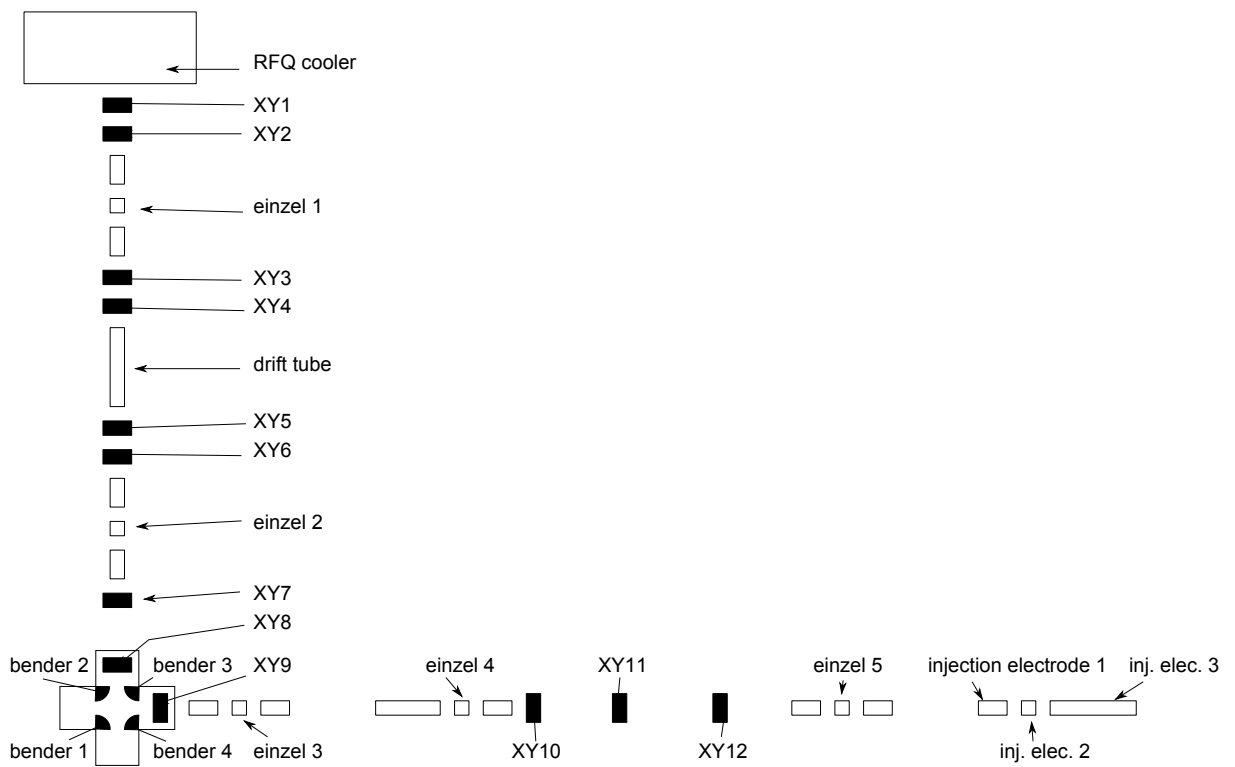 RFQ cooler
XY1
XY2
einzel 1
XY3
XY4
drift tube
XY5
XY6
einzel 2
XY7
XY8
bender 2
bender 3
XY9
einzel 4
XY11
einzel 5
injection electrode 1
inj. elec. 3
bender 1
bender 4
einzel 3
XY10
XY12
inj. elec. 2